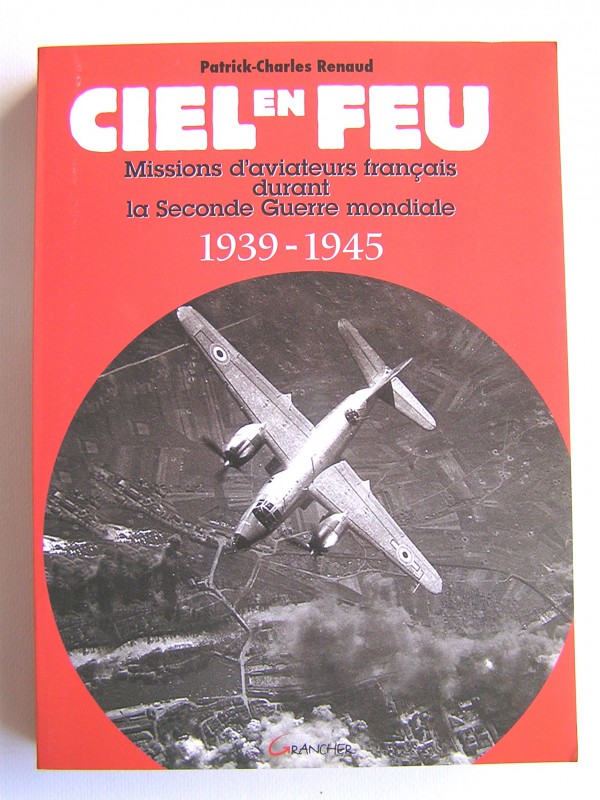 Patrick-Charles Renaud
CIEL EN FEU
Missions d'aviateurs français
durant
la Seconde Guerre mondiale
1939-1945
GRANCHER